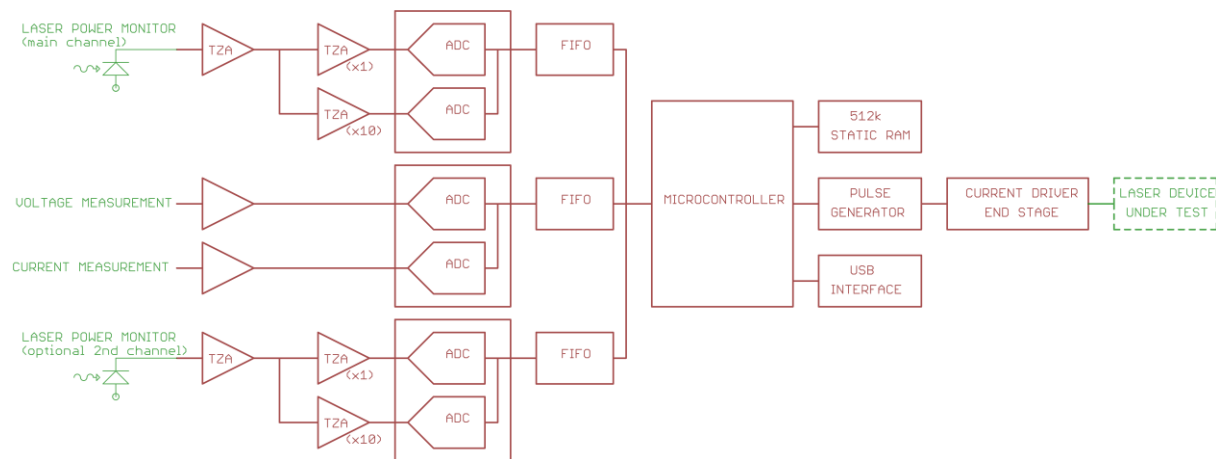 LASER POWER MONITOR
(main channel)
TZA
TZA
(x1)
ADC
FIFO
TZA
(x10)
ADC
512k
STATIC RAM
VOLTAGE MEASUREMENT
ADC
FIFO
MICROCONTROLLER
PULSE
GENERATOR
CURRENT DRIVER
END STAGE
LASER DEVICE
UNDER TEST
CURRENT MEASUREMENT
ADC
USB
INTERFACE
LASER POWER MONITOR
(optional 2nd channel)
TZA
TZA
(x1)
ADC
FIFO
TZA
(x10)
ADC